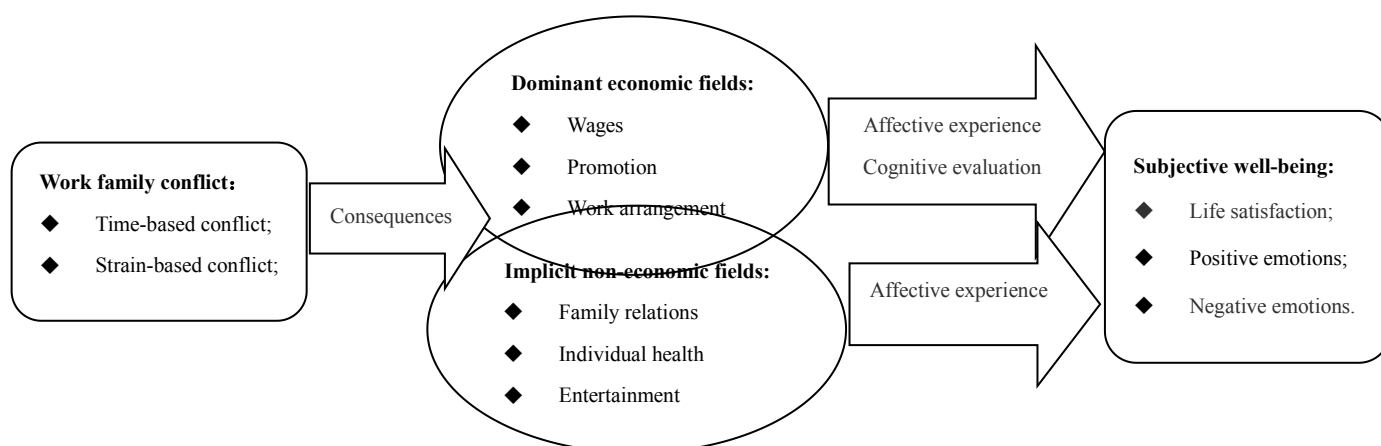 Work family conflict：
◆ Time-based conflict;
◆ Strain-based conflict;
Consequences
Dominant economic fields:
◆ Wages
◆ Promotion
◆ Work arrangement
Implicit non-economic fields:
◆ Family relations
◆ Individual health
◆ Entertainment
Affective experience
Cognitive evaluation
Affective experience
Subjective well-being:
◆ Life satisfaction;
◆ Positive emotions;
◆ Negative emotions.